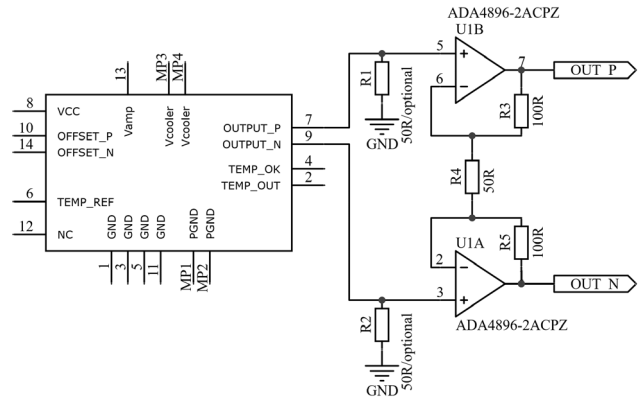 ADA4896-2ACPZ
U1B
13
MP3
MP4
8
VCC
10
OFFSET_P
14
OFFSET_N
6
TEMP_REF
12
NC
Vamp
Vcooler
Vcooler
OUTPUT_P
7
OUTPUT_N
9
TEMP_OK
4
TEMP_OUT
2
GND
GND
GND
GND
PGND
PGND
1
3
5
11
MP1
MP2
R1
50R/optional
GND
5
6
7
OUT P
R3
100R
R4
50R
U1A
R5
100R
2
3
OUT N
ADA4896-2ACPZ
R2
50R/optional
GND